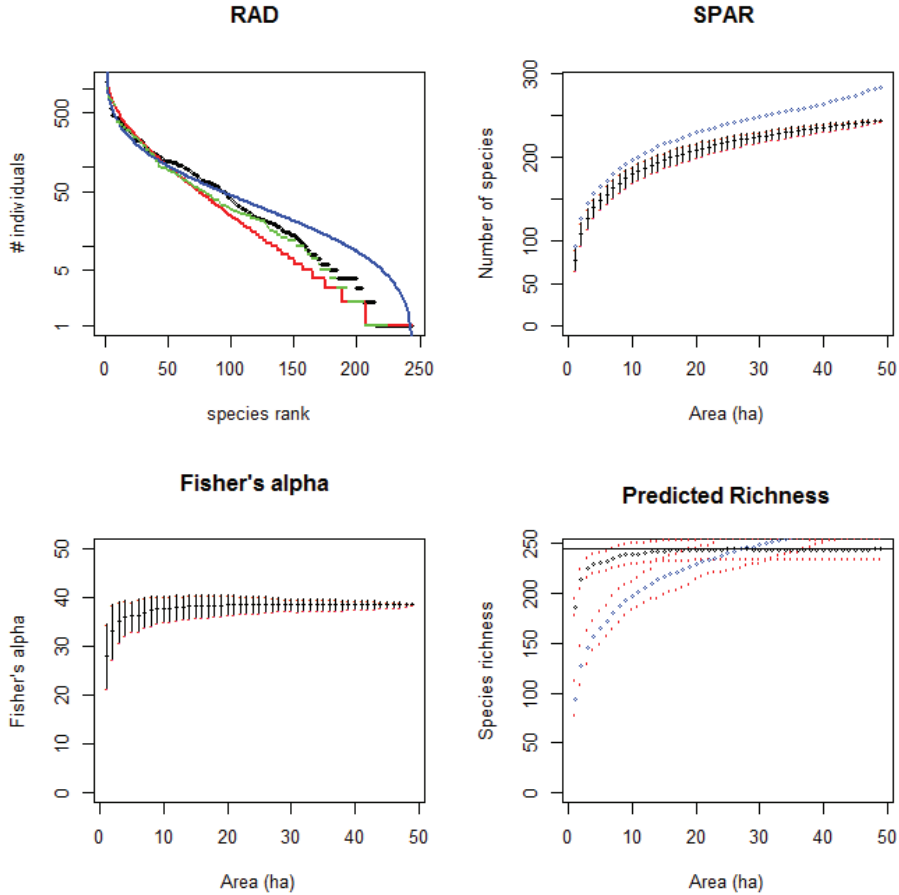 RAD
# individuals
500
50
5
1
0 50 100 150 200 250
species rank
SPAR
Number of species
300
200
100
0
0 10 20 30 40 50
Area (ha)
Fisher's alpha
Fisher's alpha
50
40
30
20
10
0
0 10 20 30 40 50
Area (ha)
Predicted Richness
Species richness
250
200
150
100
50
0
0 10 20 30 40 50
Area (ha)